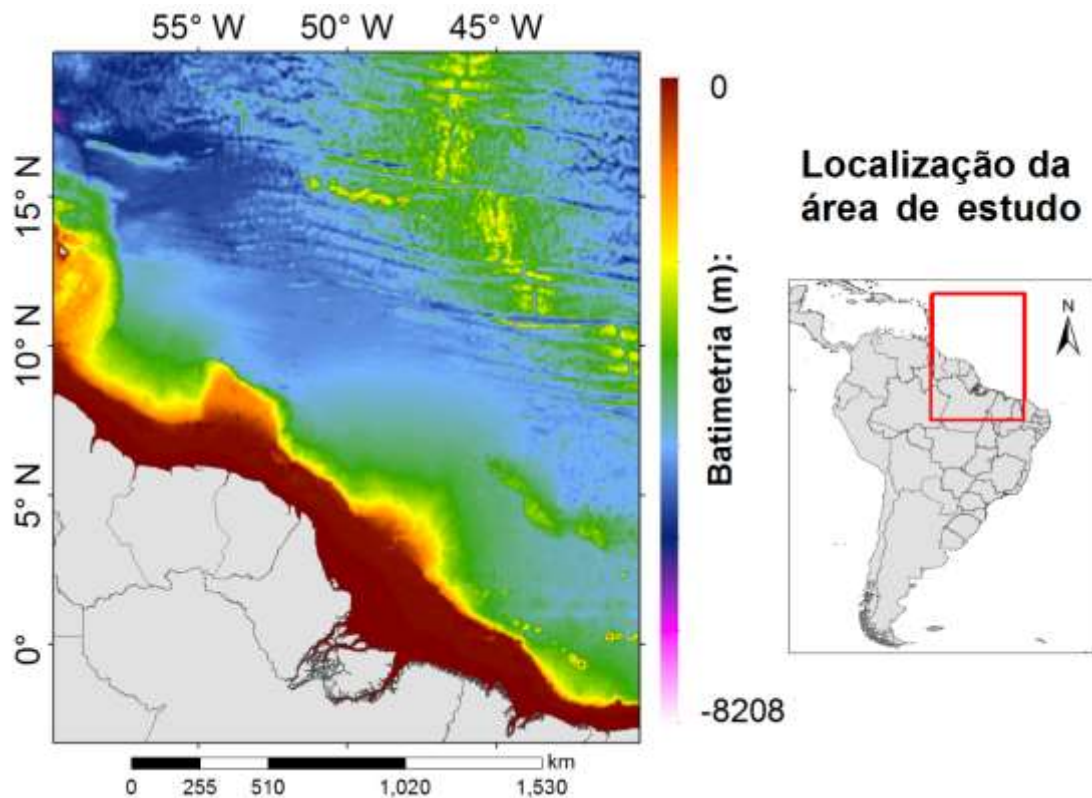 55° W 50° W 45° W
15° N
10° N
5° N
0°
0
Batimetria (m):
-8208
km
0 255 510 1,020 1,530
Localização da
área de estudo
N